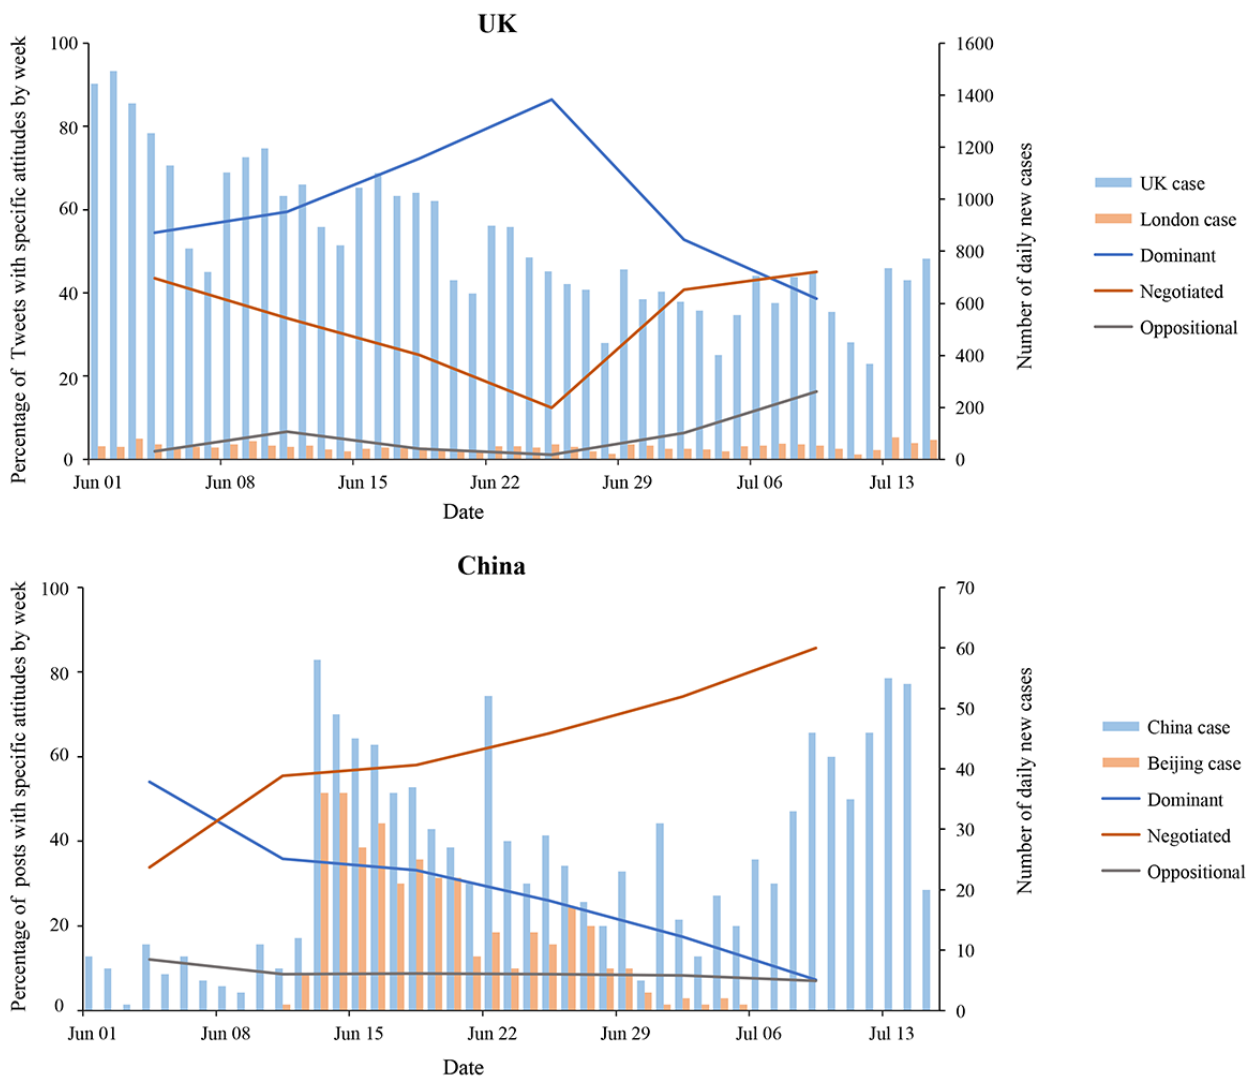 UK
Percentage of Tweets with specific attitudes by week
100
80
60
40
20
0
1600
1400
1200
1000
800
600
400
200
0
Number of daily new cases
Jun 01
Jun 08
Jun 15
Jun 22
Jun 29
Jul 06
Jul 13
Date
UK case
London case
Dominant
Negotiated
Oppositional
China
Percentage of posts with specific attitudes by week
100
80
60
40
20
0
70
60
50
40
30
20
10
0
Number of daily new cases
Jun 01
Jun 08
Jun 15
Jun 22
Jun 29
Jul 06
Jul 13
Date
China case
Beijing case
Dominant
Negotiated
Oppositional